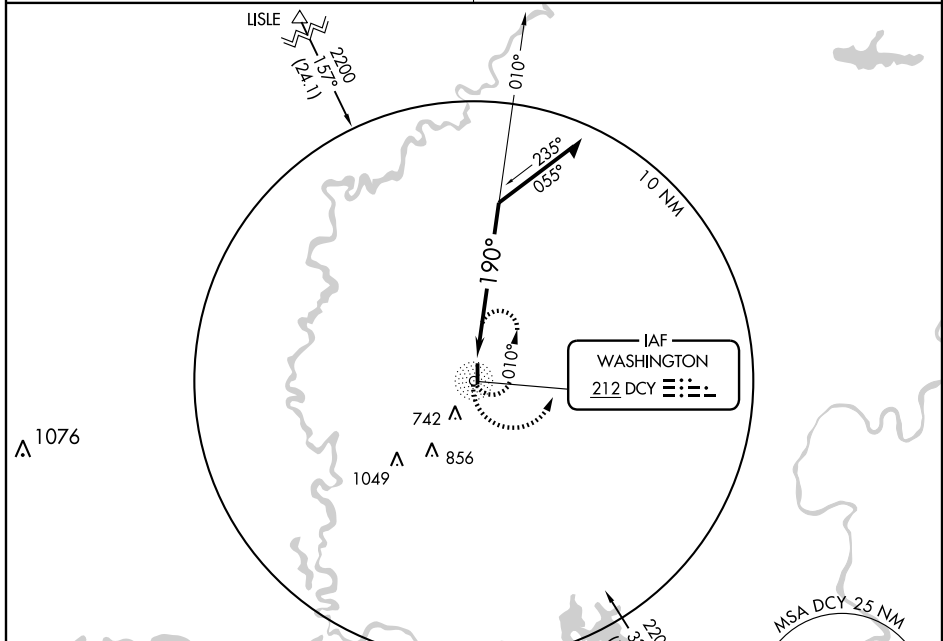 LISLE
2200
157°
(24.1)
010°
235°
055°
10 NM
190°
010°
IAF
WASHINGTON
212 DCY
742
856
1049
1076
MSA DCY 25 NM